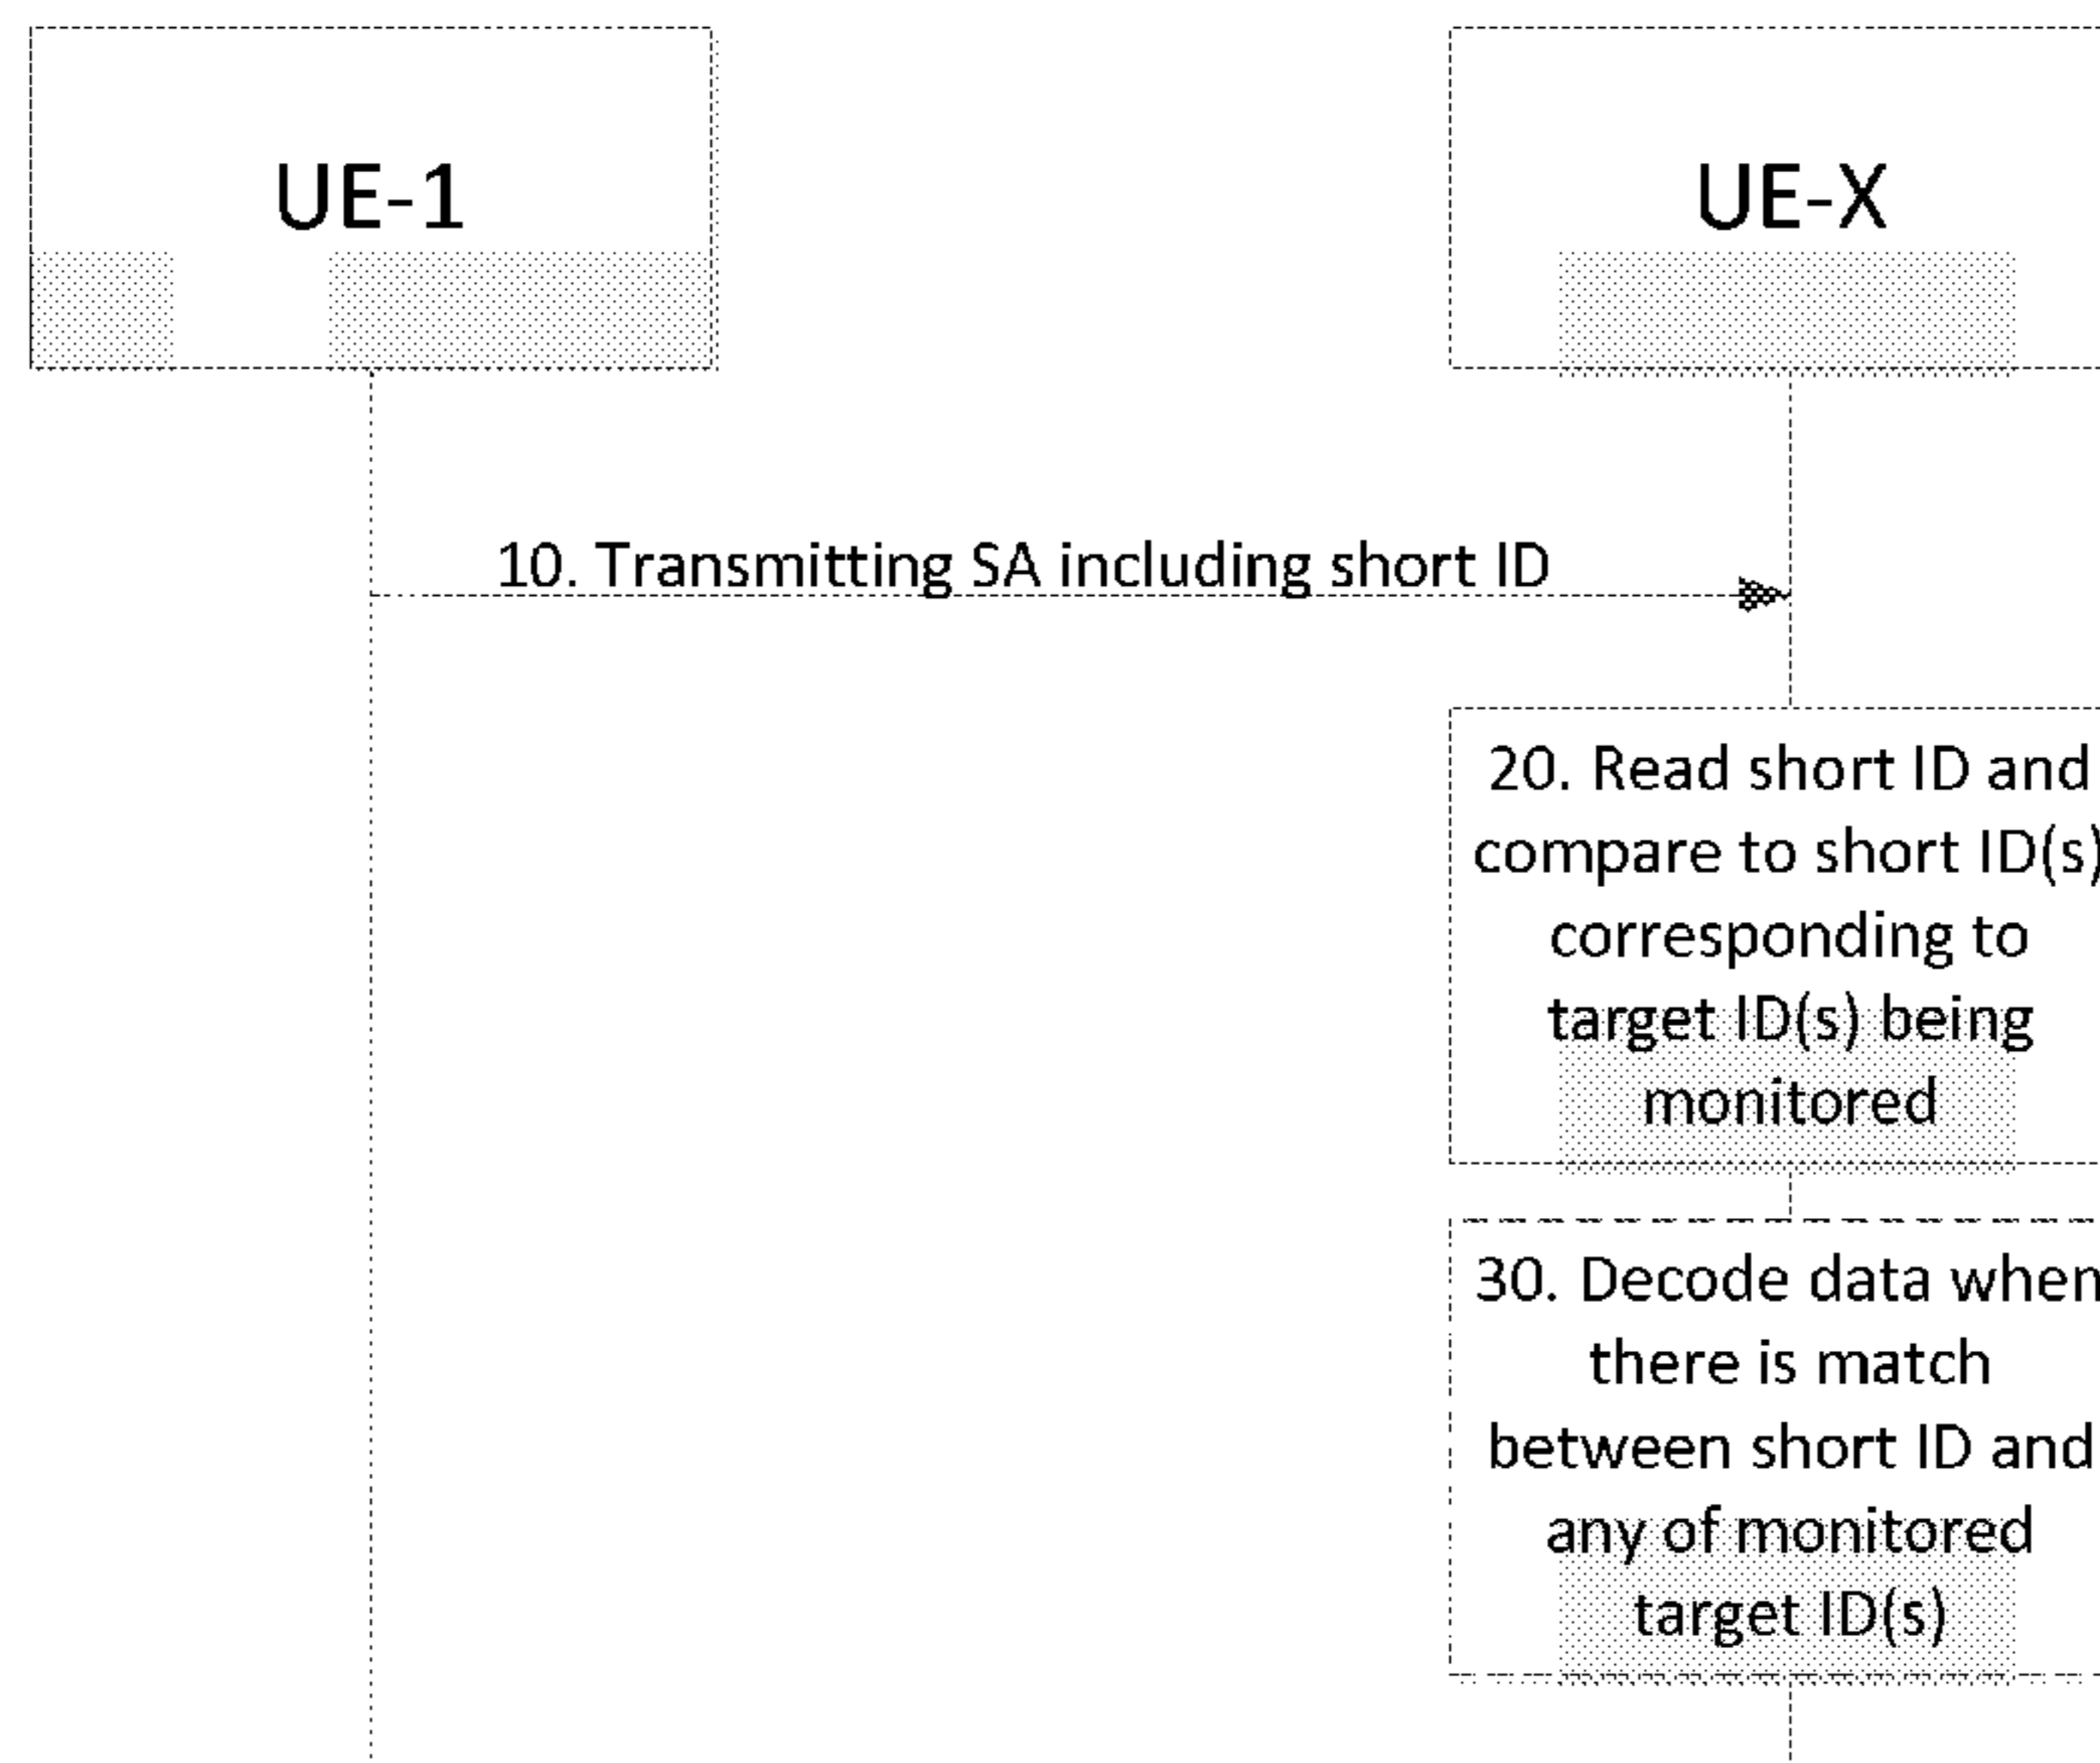 UE-1
UE-X
10. Transmitting SA including short ID
20. Read short ID and
compare to short ID(s)
corresponding to
target ID(s) being
monitored
30. Decode data when
there is match
between short ID and
any of monitored
target ID(s)